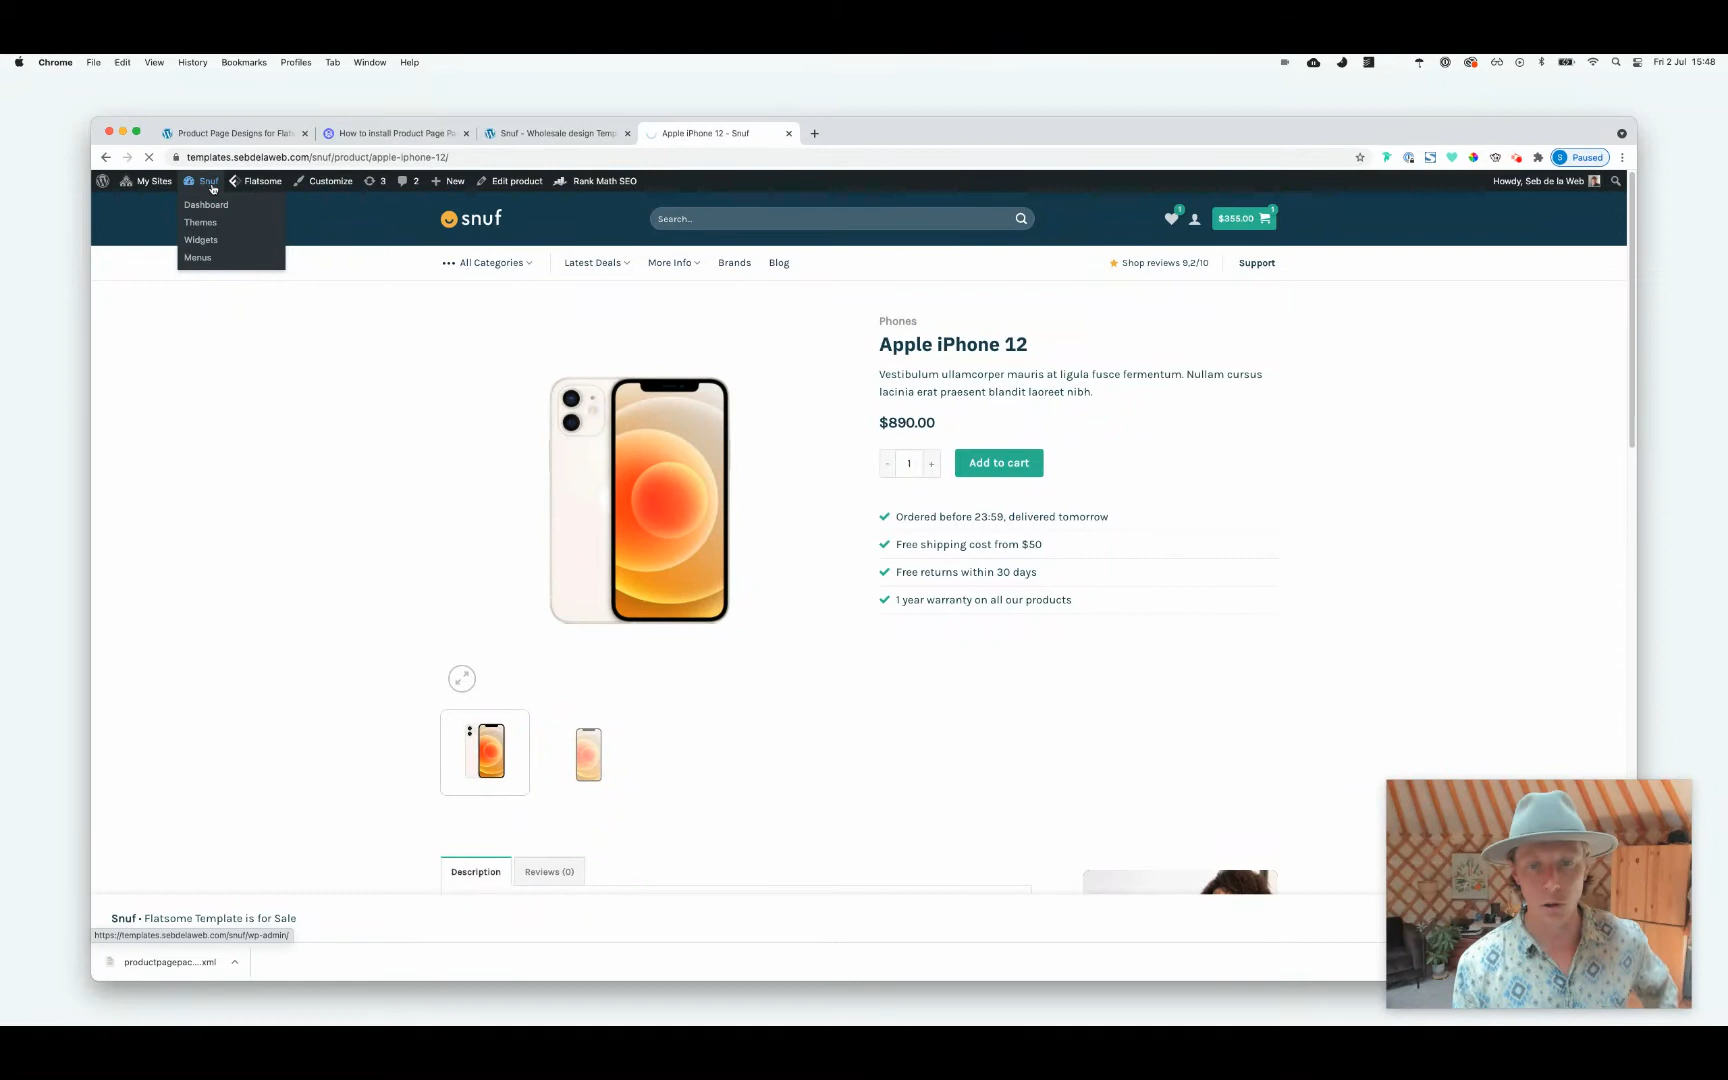 Chrome File Edit View History Bookmarks Profiles Tab Window Help Fri 2 Jul 15:48
Product Page Designs for Flats
How to install Product Page Pa
Snuf - Wholesale design Temp
Apple iPhone 12 - Snuf
templates.sebdelaweb.com/snuf/product/apple-iphone-12/
S Paused
My Sites Snuf Flatsome Customize 3 2 New Edit product Rank Math SEO Howdy, Seb de la Web
Dashboard
Themes
Widgets
Menus
snuf
Search...
1
$355.00
1
All Categories Latest Deals More Info Brands Blog Shop reviews 9,2/10 Support
Phones
Apple iPhone 12
Vestibulum ullamcorper mauris at ligula fusce fermentum. Nullam cursus
lacinia erat praesent blandit laoreet nibh.
$890.00
- 1 + Add to cart
Ordered before 23:59, delivered tomorrow
Free shipping cost from $50
Free returns within 30 days
1 year warranty on all our products
Description Reviews (0)
Snuf • Flatsome Template is for Sale
https://templates.sebdelaweb.com/snuf/wp-admin/
productpagepac....xml